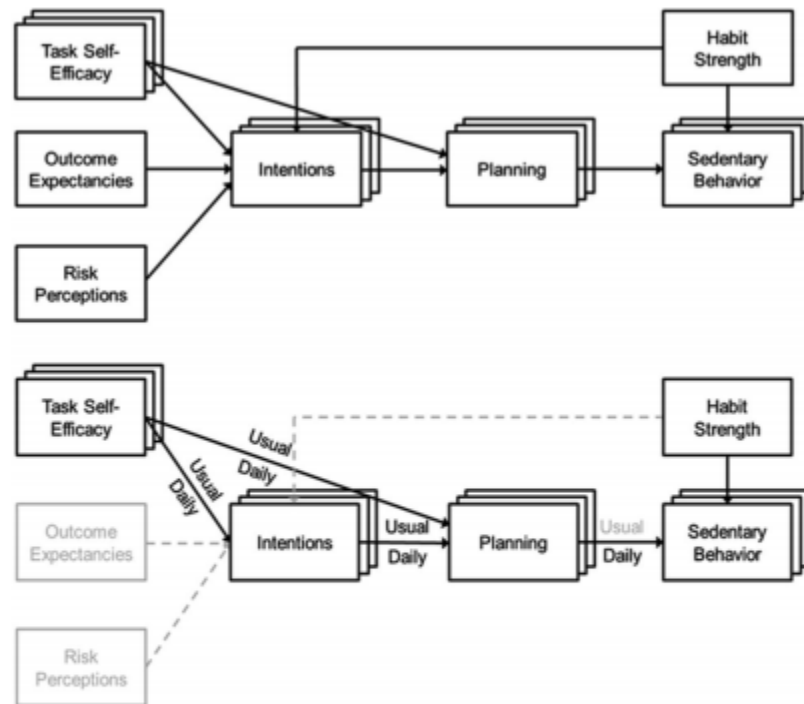 Task Self-
Efficacy
Habit
Strength
Outcome
Expectancies
Intentions
Planning
Sedentary
Behavior
Risk
Perceptions
Task Self-
Efficacy
Habit
Strength
Usual
Daily
Usual
Daily
Outcome
Expectancies
Intentions
Usual
Daily
Planning
Usual
Daily
Sedentary
Behavior
Risk
Perceptions